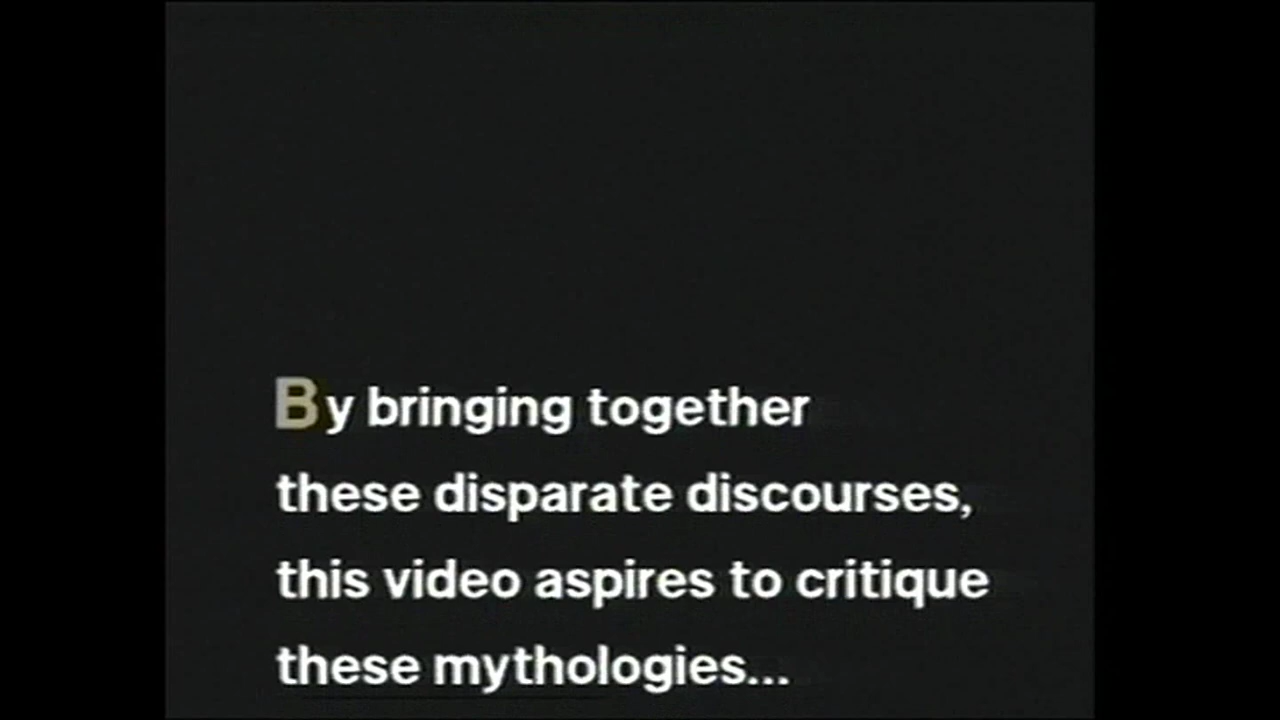 By bringing together
these disparate discourses,
this video aspires to critique
these mythologies...